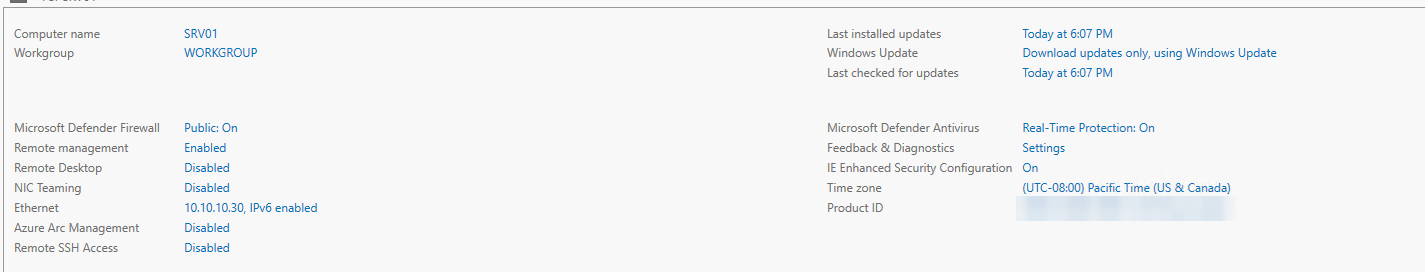 Computer name SRV01
Workgroup WORKGROUP
Last installed updates Today at 6:07 PM
Windows Update Download updates only, using Windows Update
Last checked for updates Today at 6:07 PM
Microsoft Defender Firewall Public: On
Remote management Enabled
Remote Desktop Disabled
NIC Teaming Disabled
Ethernet 10.10.10.30, IPv6 enabled
Azure Arc Management Disabled
Remote SSH Access Disabled
Microsoft Defender Antivirus Real-Time Protection: On
Feedback & Diagnostics Settings
IE Enhanced Security Configuration On
Time zone (UTC-08:00) Pacific Time (US & Canada)
Product ID